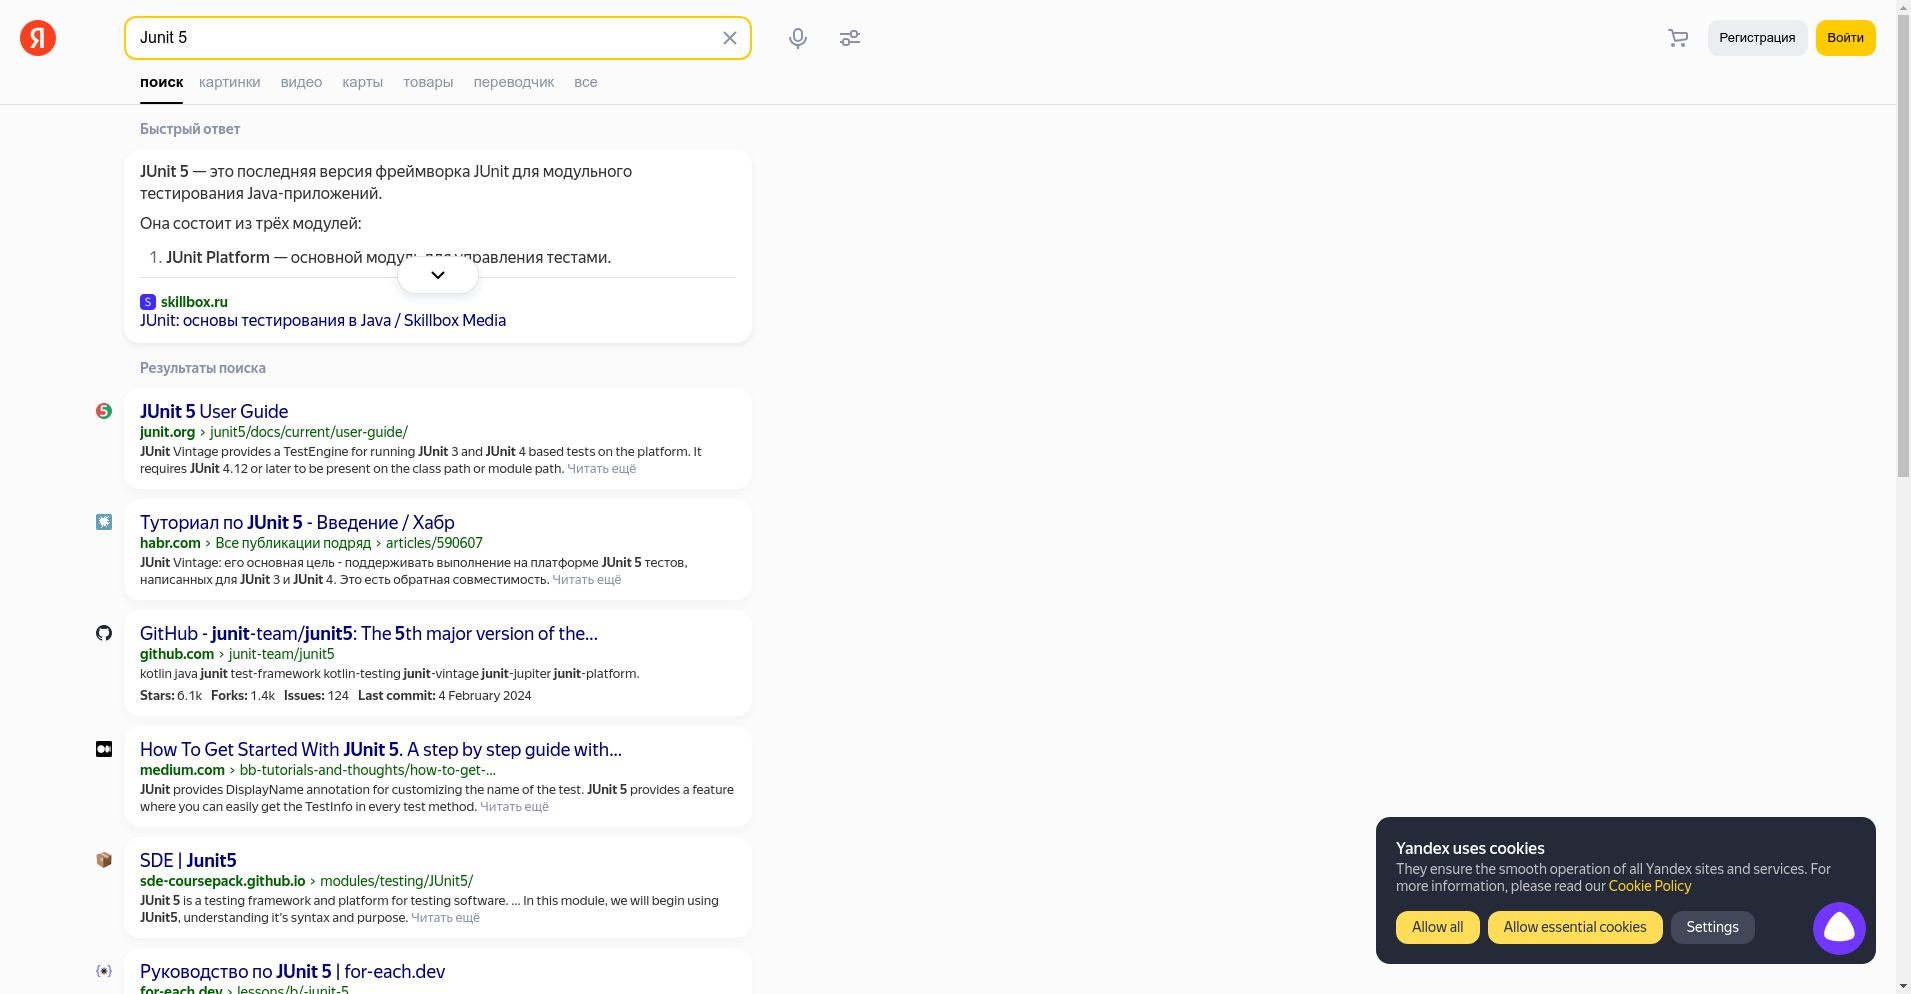 Я
Junit 5
Регистрация
Войти
поиск картинки видео карты товары переводчик все
Быстрый ответ
JUnit 5 — это последняя версия фреймворка JUnit для модульного
тестирования Java-приложений.
Она состоит из трёх модулей:
1. JUnit Platform — основной модуль для управления тестами.
S skillbox.ru
JUnit: основы тестирования в Java / Skillbox Media
Результаты поиска
JUnit 5 User Guide
junit.org › junit5/docs/current/user-guide/
JUnit Vintage provides a TestEngine for running JUnit 3 and JUnit 4 based tests on the platform. It
requires JUnit 4.12 or later to be present on the class path or module path. Читать ещё
Туториал по JUnit 5 - Введение / Хабр
habr.com › Все публикации подряд › articles/590607
JUnit Vintage: его основная цель - поддерживать выполнение на платформе JUnit 5 тестов,
написанных для JUnit 3 и JUnit 4. Это есть обратная совместимость. Читать ещё
GitHub - junit-team/junit5: The 5th major version of the...
github.com › junit-team/junit5
kotlin java junit test-framework kotlin-testing junit-vintage junit-jupiter junit-platform.
Stars: 6.1k Forks: 1.4k Issues: 124 Last commit: 4 February 2024
How To Get Started With JUnit 5. A step by step guide with...
medium.com › bb-tutorials-and-thoughts/how-to-get-...
JUnit provides DisplayName annotation for customizing the name of the test. JUnit 5 provides a feature
where you can easily get the TestInfo in every test method. Читать ещё
SDE | Junit5
sde-coursepack.github.io › modules/testing/JUnit5/
JUnit 5 is a testing framework and platform for testing software. ... In this module, we will begin using
JUnit5, understanding it's syntax and purpose. Читать ещё
Руководство по JUnit 5 | for-each.dev
for-each.dev › lessons/b/-junit-5
Yandex uses cookies
They ensure the smooth operation of all Yandex sites and services. For
more information, please read our Cookie Policy
Allow all
Allow essential cookies
Settings